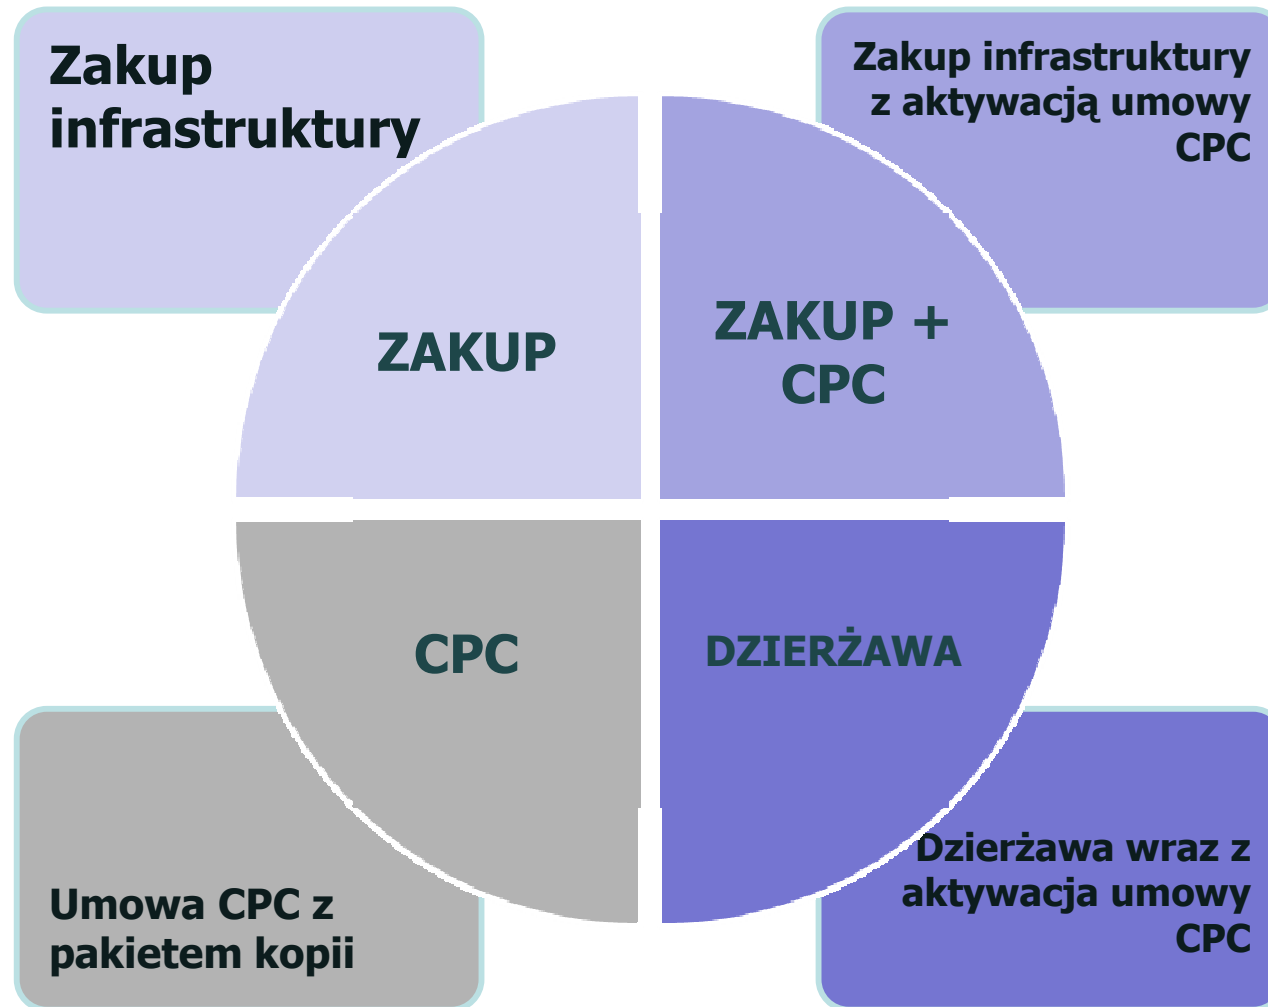 Zakup
infrastruktury
Zakup infrastruktury
z aktywacją umowy
CPC
ZAKUP
ZAKUP +
CPC
CPC
DZIERŻAWA
Umowa CPC z
pakietem kopii
Dzierżawa wraz z
aktywacja umowy
CPC